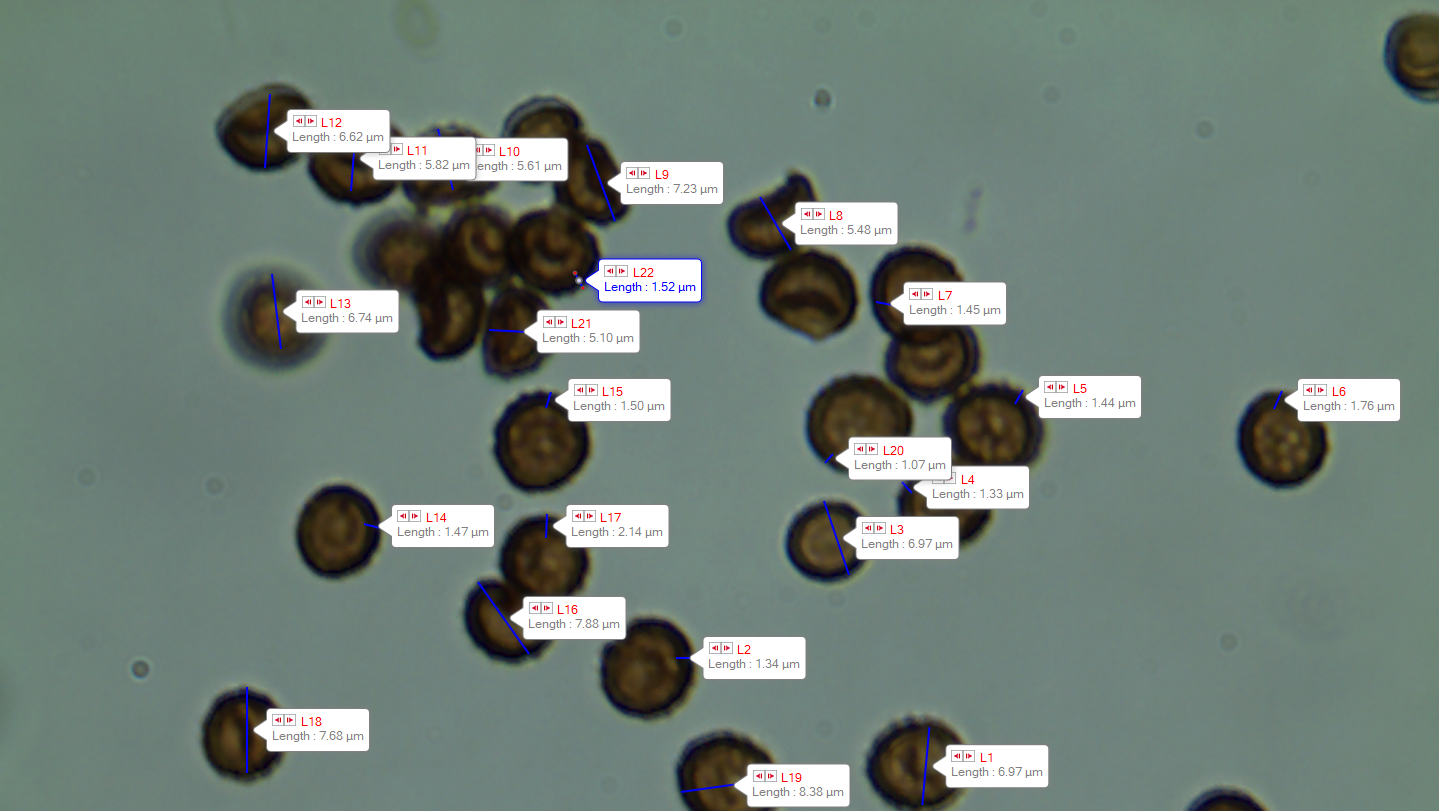 L12
Length : 6.62 µm
L11
Length : 5.82 µm
L10
ength : 5.61 µm
L9
Length : 7.23 µm
L8
Length : 5.48 µm
L22
Length : 1.52 µm
L7
Length : 1.45 µm
L13
Length : 6.74 µm
L21
Length : 5.10 µm
L15
Length : 1.50 µm
L5
Length : 1.44 µm
L6
Length : 1.76 µm
L20
Length : 1.07 µm
L4
Length : 1.33 µm
L14
Length : 1.47 µm
L17
Length : 2.14 µm
L3
Length : 6.97 µm
L16
Length : 7.88 µm
L2
Length : 1.34 µm
L18
Length : 7.68 µm
L1
Length : 6.97 µm
L19
Length : 8.38 µm